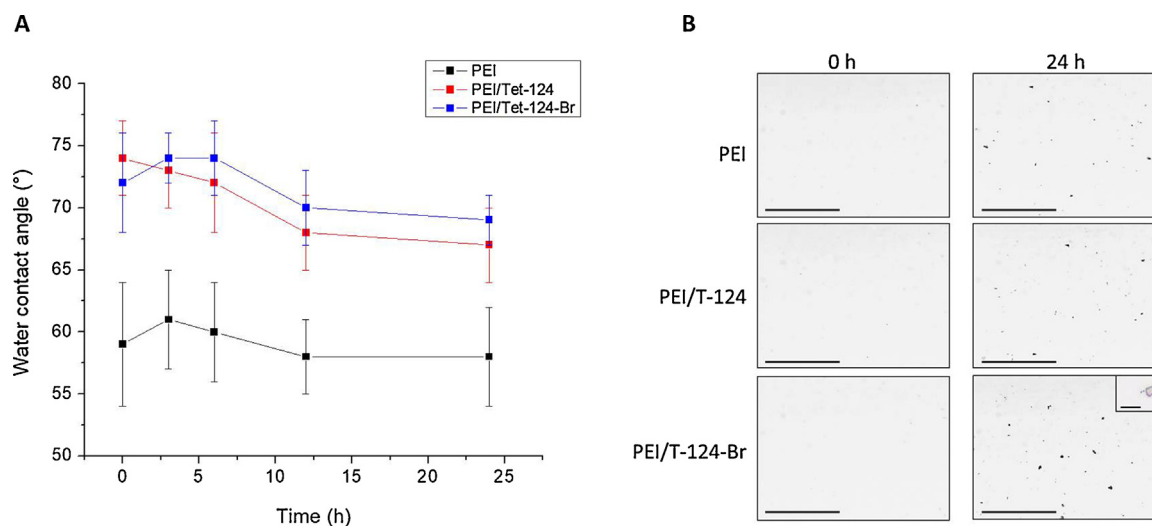 A
PEI
PEI/Tet-124
PEI/Tet-124-Br
80
75
70
65
60
55
50
Water contact angle (°)
0 5 10 15 20 25
Time (h)
B
0 h 24 h
PEI
PEI/T-124
PEI/T-124-Br